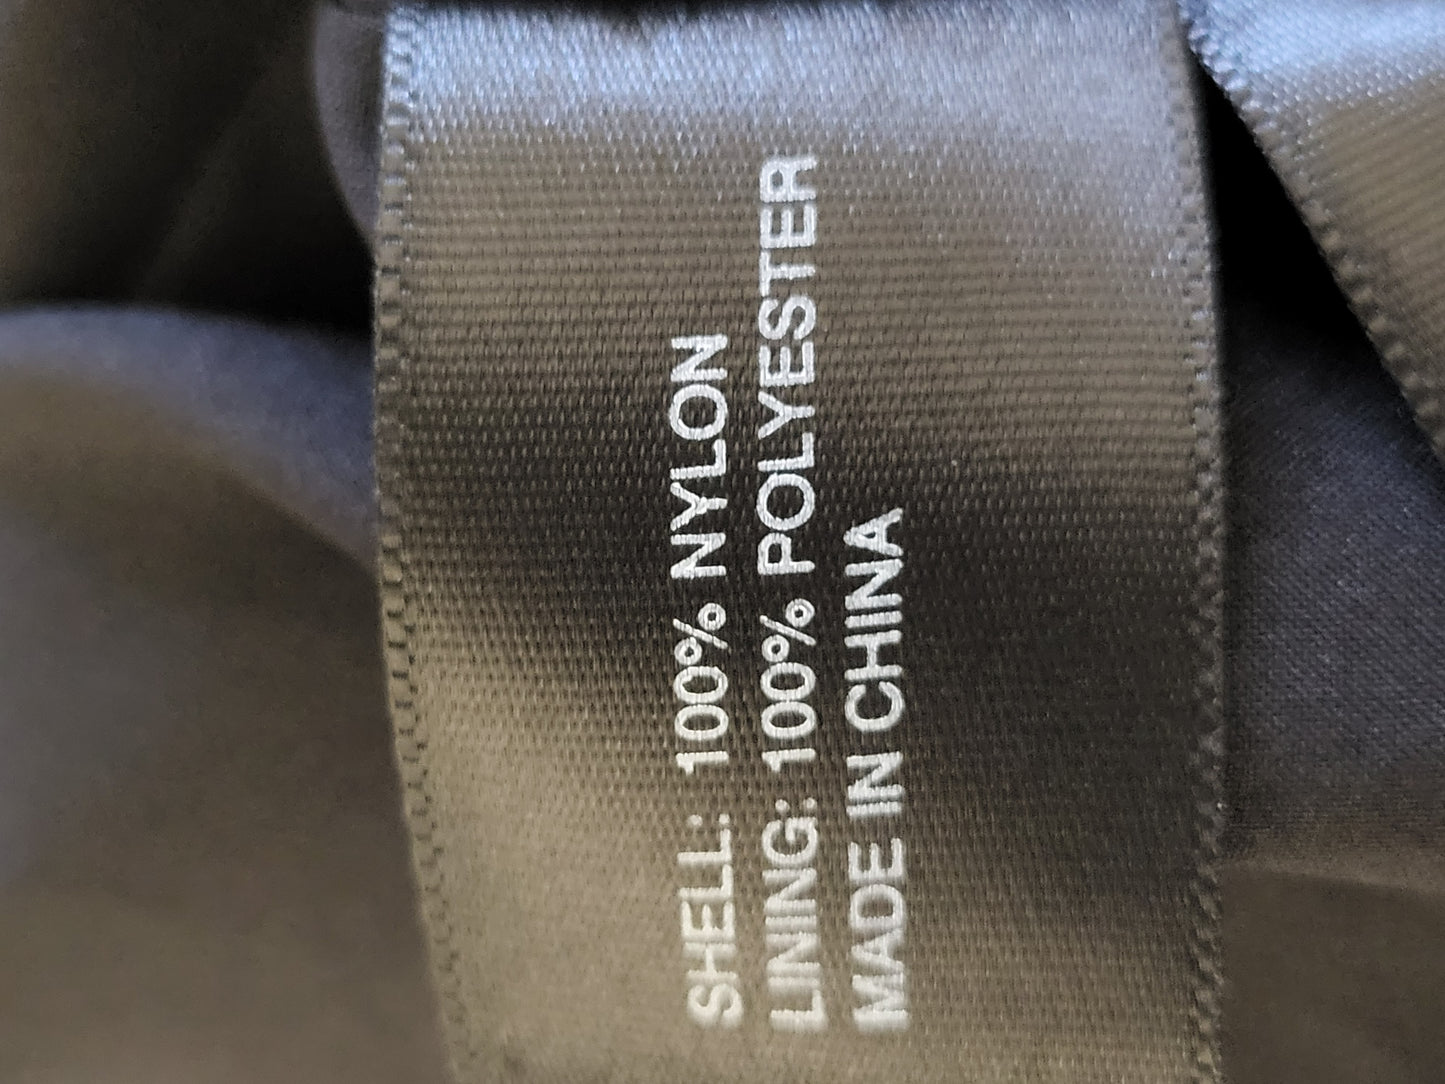 SHELL: 100% NYLON
LINING: 100% POLYESTER
MADE IN CHINA